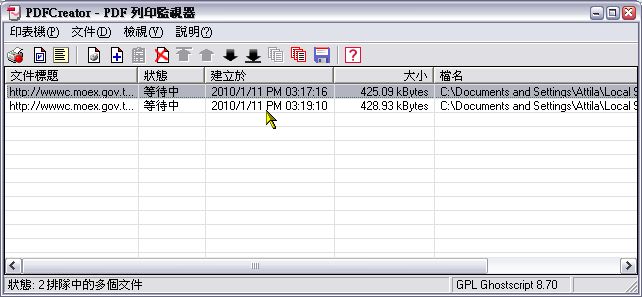 PDFCreator - PDF 列印監視器
印表機(P) 文件(D) 檢視(V) 說明(?)
文件標題 狀態 建立於 大小 檔名
http://wwwc.moex.gov.t... 等待中 2010/1/11 PM 03:17:16 425.09 kBytes C:\Documents and Settings\Attila\Local S
http://wwwc.moex.gov.t... 等待中 2010/1/11 PM 03:19:10 428.93 kBytes C:\Documents and Settings\Attila\Local S
狀態: 2 排隊中的多個文件 GPL Ghostscript 8.70